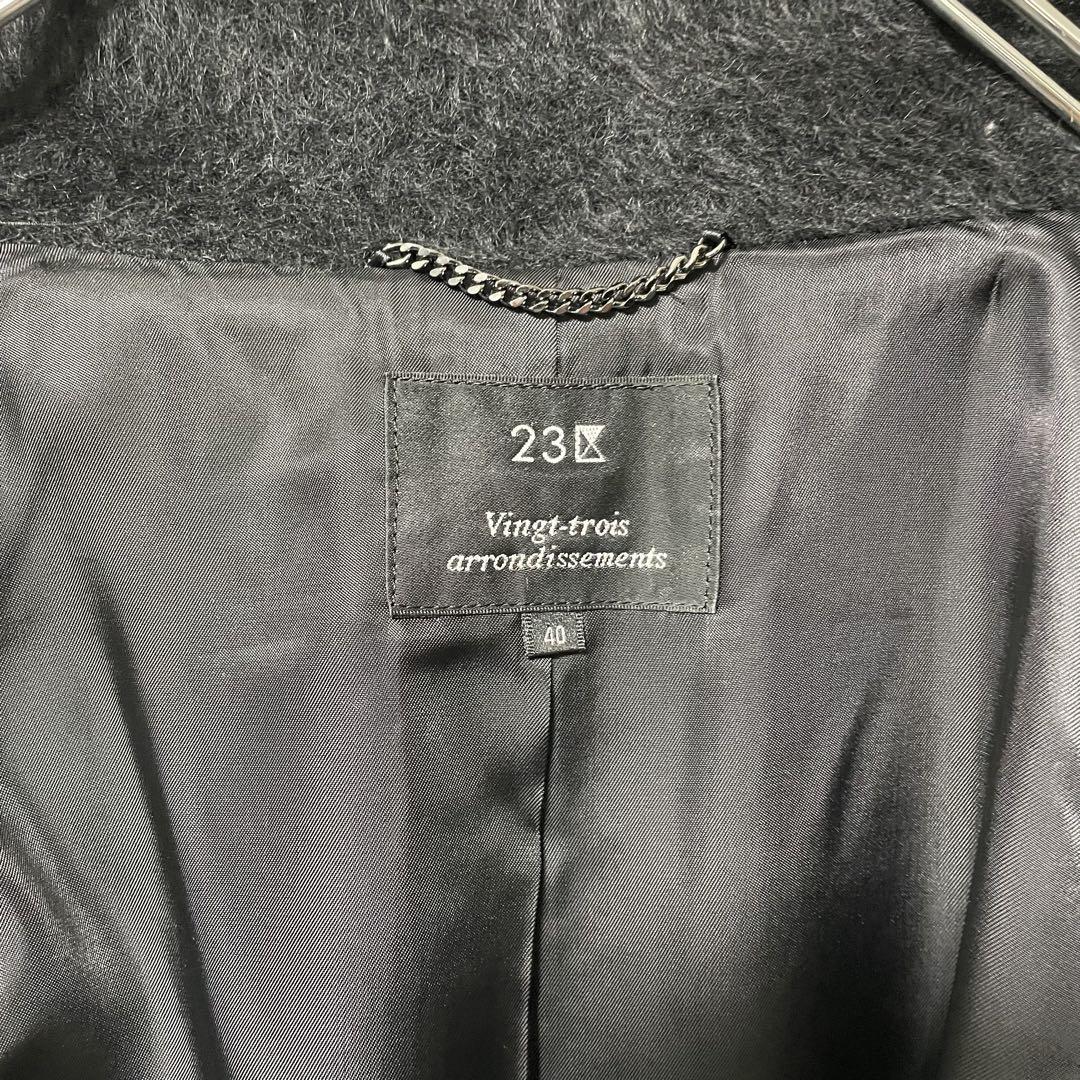 23区
Vingt-trois
arrondissements
40